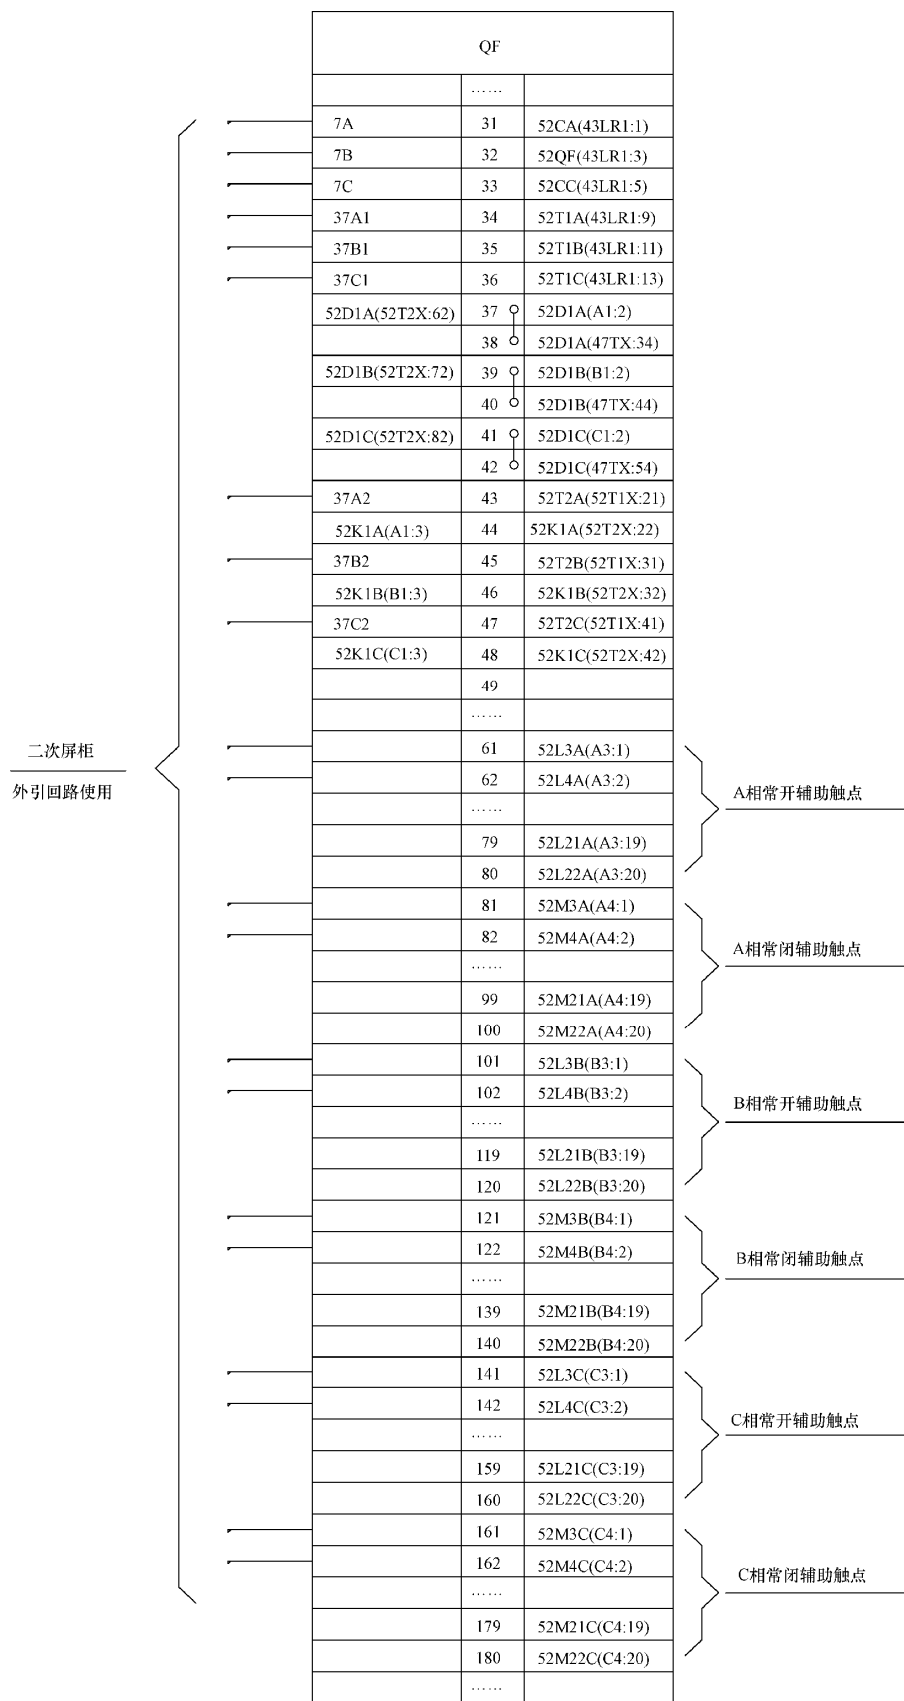 QF
……
7A 31 52CA(43LR1:1)
7B 32 52QF(43LR1:3)
7C 33 52CC(43LR1:5)
37A1 34 52T1A(43LR1:9)
37B1 35 52T1B(43LR1:11)
37C1 36 52T1C(43LR1:13)
52D1A(52T2X:62) 37 52D1A(A1:2)
38 52D1A(47TX:34)
52D1B(52T2X:72) 39 52D1B(B1:2)
40 52D1B(47TX:44)
52D1C(52T2X:82) 41 52D1C(C1:2)
42 52D1C(47TX:54)
37A2 43 52T2A(52T1X:21)
52K1A(A1:3) 44 52K1A(52T2X:22)
37B2 45 52T2B(52T1X:31)
52K1B(B1:3) 46 52K1B(52T2X:32)
37C2 47 52T2C(52T1X:41)
52K1C(C1:3) 48 52K1C(52T2X:42)
49
……
二次屏柜
外引回路使用
61 52L3A(A3:1)
62 52L4A(A3:2)
……
A相常开辅助触点
79 52L21A(A3:19)
80 52L22A(A3:20)
81 52M3A(A4:1)
82 52M4A(A4:2)
……
A相常闭辅助触点
99 52M21A(A4:19)
100 52M22A(A4:20)
101 52L3B(B3:1)
102 52L4B(B3:2)
……
B相常开辅助触点
119 52L21B(B3:19)
120 52L22B(B3:20)
121 52M3B(B4:1)
122 52M4B(B4:2)
……
B相常闭辅助触点
139 52M21B(B4:19)
140 52M22B(B4:20)
141 52L3C(C3:1)
142 52L4C(C3:2)
……
C相常开辅助触点
159 52L21C(C3:19)
160 52L22C(C3:20)
161 52M3C(C4:1)
162 52M4C(C4:2)
……
C相常闭辅助触点
179 52M21C(C4:19)
180 52M22C(C4:20)
……